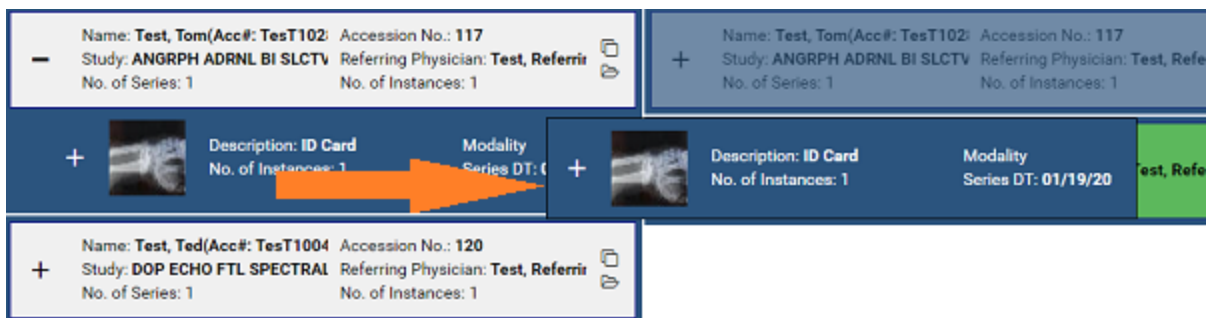 Name: Test, Tom(Acc#: TesT102 Accession No.: 117
Study: ANGRPH ADRNL BI SLCTV Referring Physician: Test, Referrin
No. of Series: 1 No. of Instances: 1
Name: Test, Tom(Acc#: TesT102 Accession No.: 117
Study: ANGRPH ADRNL BI SLCTV Referring Physician: Test, Refe
No. of Series: 1 No. of Instances: 1
Description: ID Card Modality
No. of Instances: 1 Series DT:
Description: ID Card Modality
No. of Instances: 1 Series DT: 01/19/20
Test, Refe
Name: Test, Ted(Acc#: TesT1004 Accession No.: 120
Study: DOP ECHO FTL SPECTRAL Referring Physician: Test, Referrin
No. of Series: 1 No. of Instances: 1